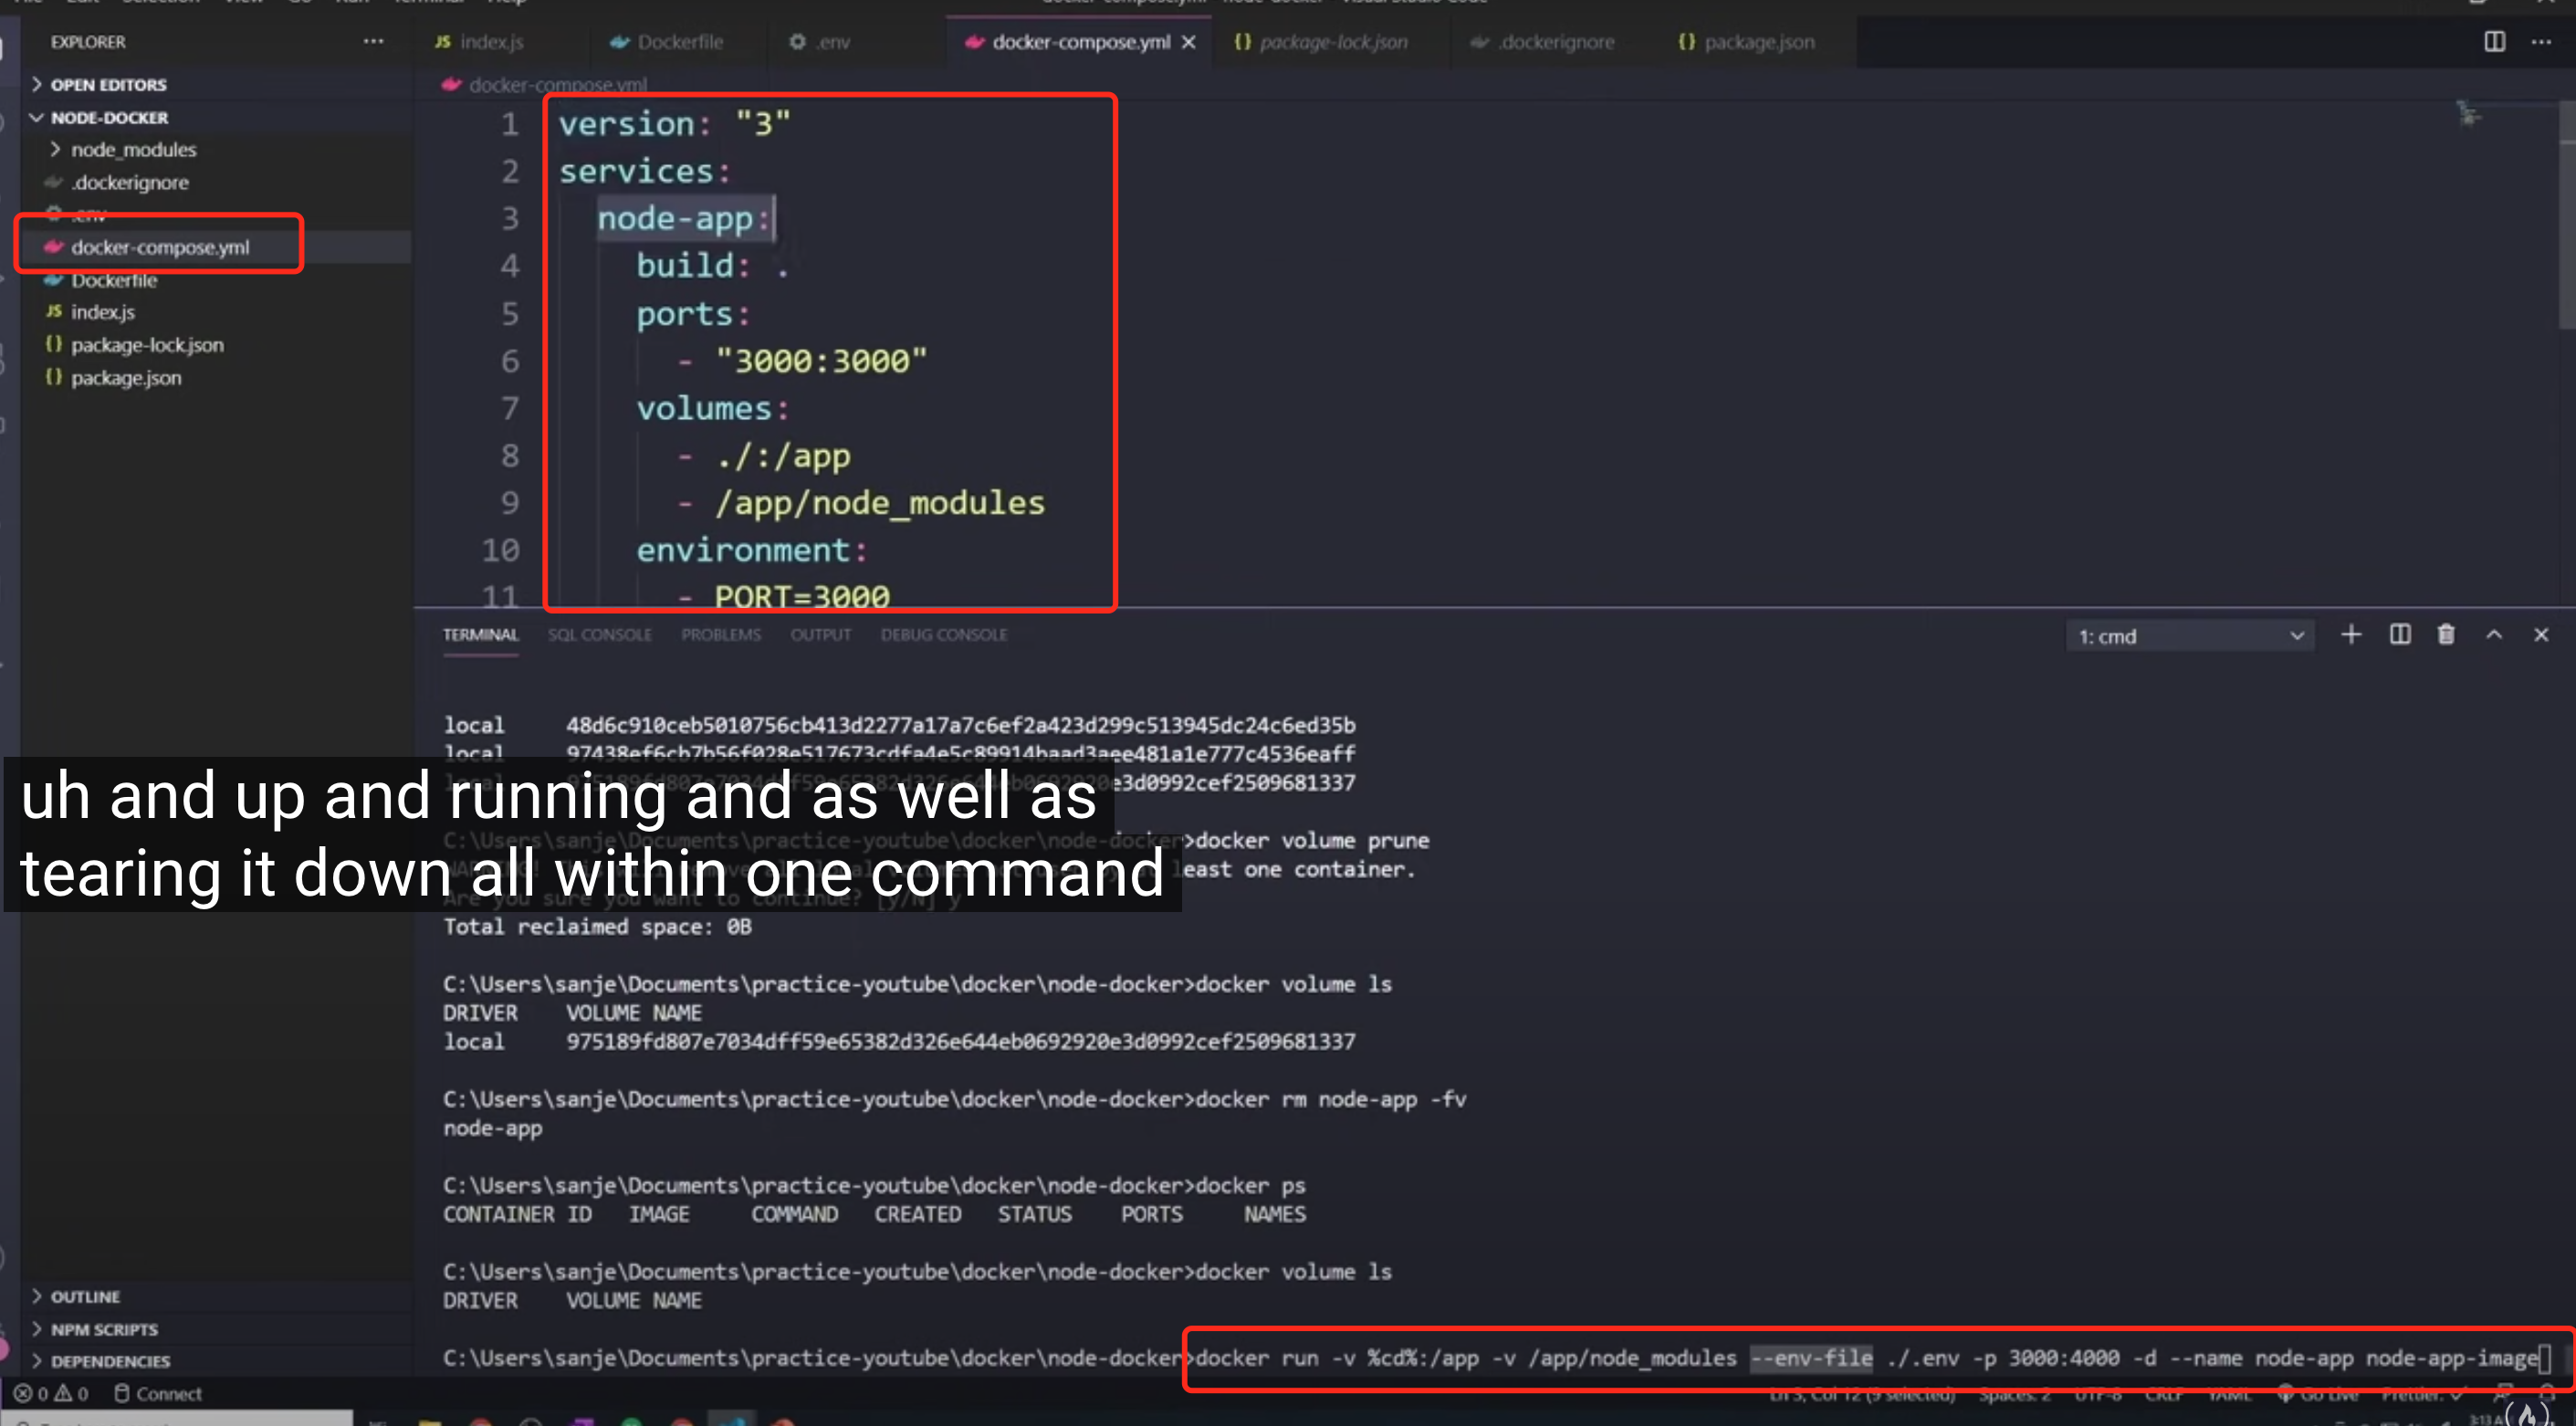 docker-compose.yml - node-docker - Visual Studio Code
EXPLORER
JS index.js
Dockerfile
.env
docker-compose.yml
{} package-lock.json
.dockerignore
{} package.json
OPEN EDITORS
NODE-DOCKER
node_modules
.dockerignore
.env
docker-compose.yml
Dockerfile
JS index.js
{} package-lock.json
{} package.json
OUTLINE
NPM SCRIPTS
DEPENDENCIES
docker-compose.yml
1 version: "3"
2 services:
3 node-app:
4 build: .
5 ports:
6 - "3000:3000"
7 volumes:
8 - ./:/app
9 - /app/node_modules
10 environment:
11 - PORT=3000
TERMINAL SQL CONSOLE PROBLEMS OUTPUT DEBUG CONSOLE
1: cmd
local 48d6c910ceb5010756cb413d2277a17a7c6ef2a423d299c513945dc24c6ed35b
local 97438ef6cb7b56f028e517673cdfa4e5c89914baad3aee481a1e777c4536eaff
local 975189fd807e7034dff59e65382d326e644eb0692920e3d0992cef2509681337
uh and up and running and as well as
tearing it down all within one command
C:\Users\sanje\Documents\practice-youtube\docker\node-docker>docker volume prune
least one container.
Are you sure you want to continue? [y/N] y
Total reclaimed space: 0B
C:\Users\sanje\Documents\practice-youtube\docker\node-docker>docker volume ls
DRIVER VOLUME NAME
local 975189fd807e7034dff59e65382d326e644eb0692920e3d0992cef2509681337
C:\Users\sanje\Documents\practice-youtube\docker\node-docker>docker rm node-app -fv
node-app
C:\Users\sanje\Documents\practice-youtube\docker\node-docker>docker ps
CONTAINER ID IMAGE COMMAND CREATED STATUS PORTS NAMES
C:\Users\sanje\Documents\practice-youtube\docker\node-docker>docker volume ls
DRIVER VOLUME NAME
C:\Users\sanje\Documents\practice-youtube\docker\node-docker>docker run -v %cd%:/app -v /app/node_modules --env-file ./.env -p 3000:4000 -d --name node-app node-app-image
0 0 Connect
Ln 3, Col 12 (9 selected) Spaces: 2 UTF-8 CRLF YAML Go Live Prettier: ✓